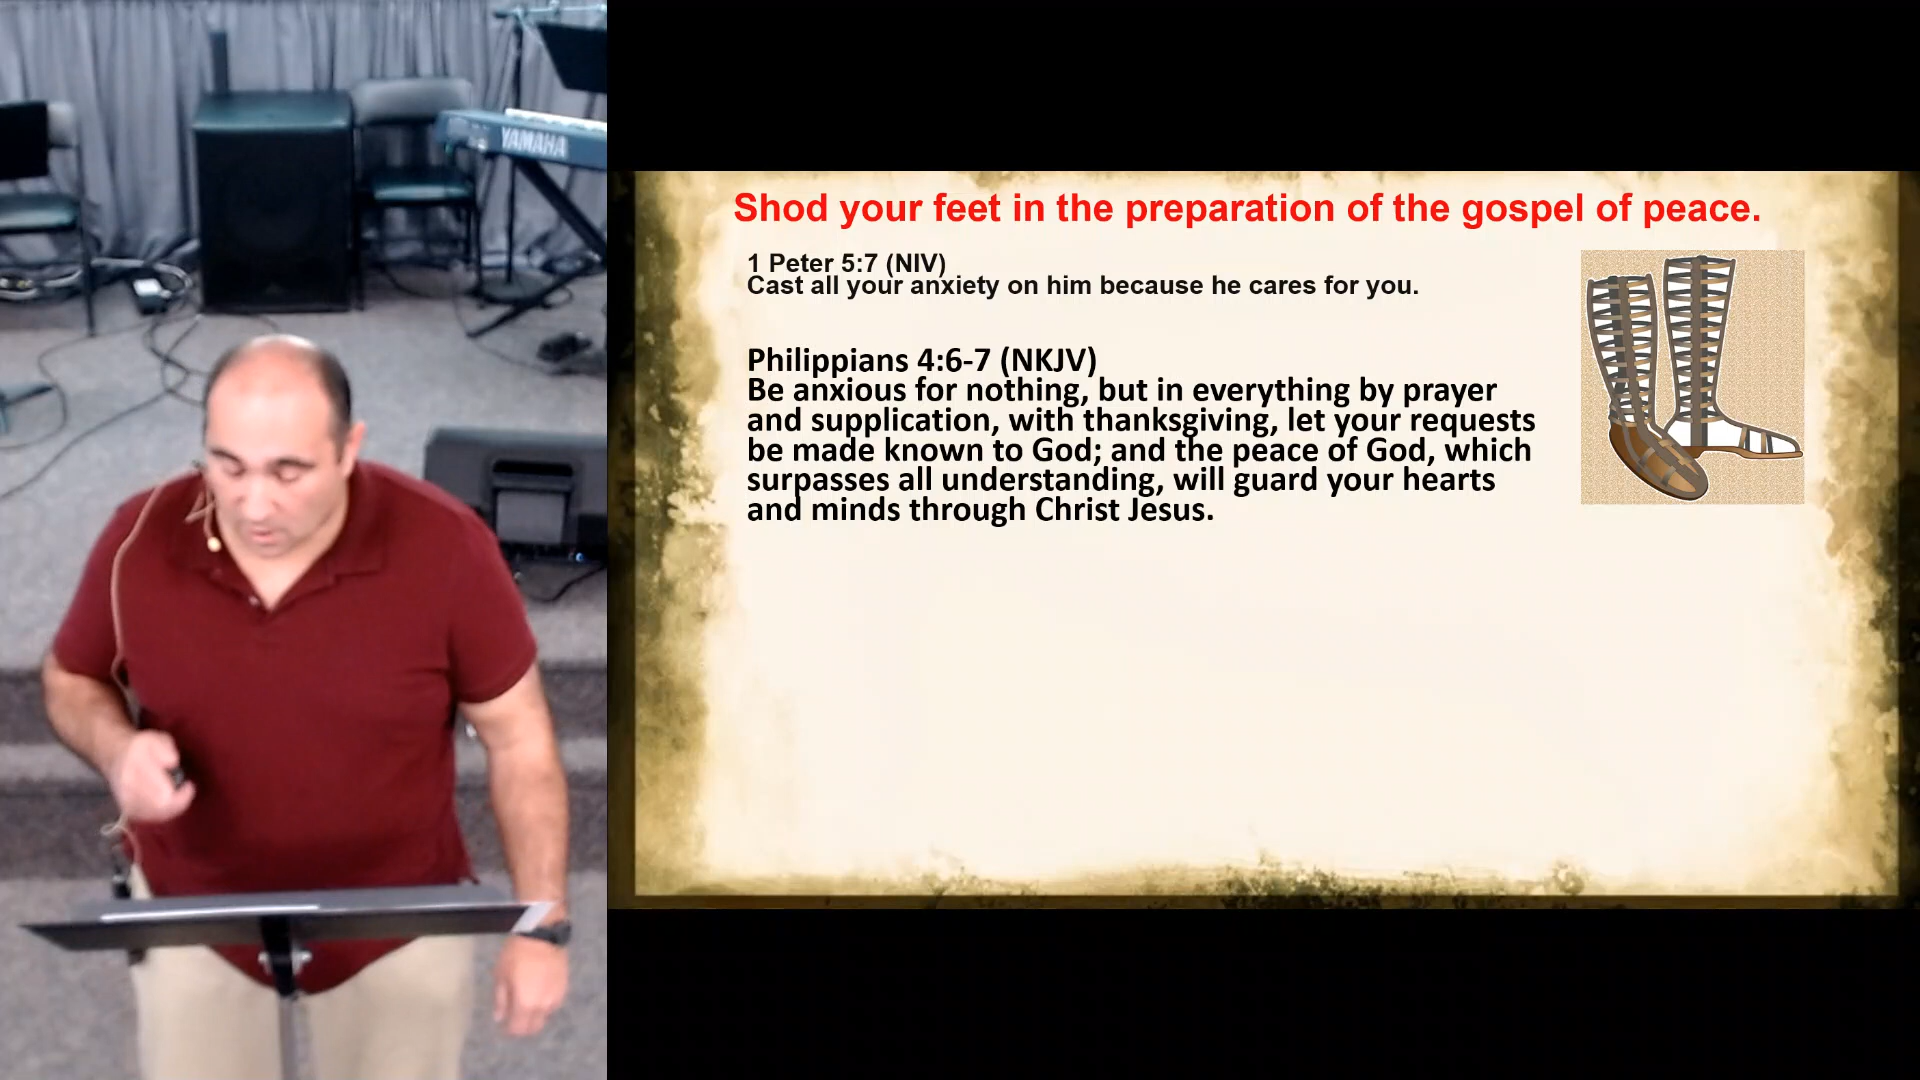 YAMAHA
Shod your feet in the preparation of the gospel of peace.
1 Peter 5:7 (NIV)
Cast all your anxiety on him because he cares for you.
Philippians 4:6-7 (NKJV)
Be anxious for nothing, but in everything by prayer
and supplication, with thanksgiving, let your requests
be made known to God; and the peace of God, which
surpasses all understanding, will guard your hearts
and minds through Christ Jesus.